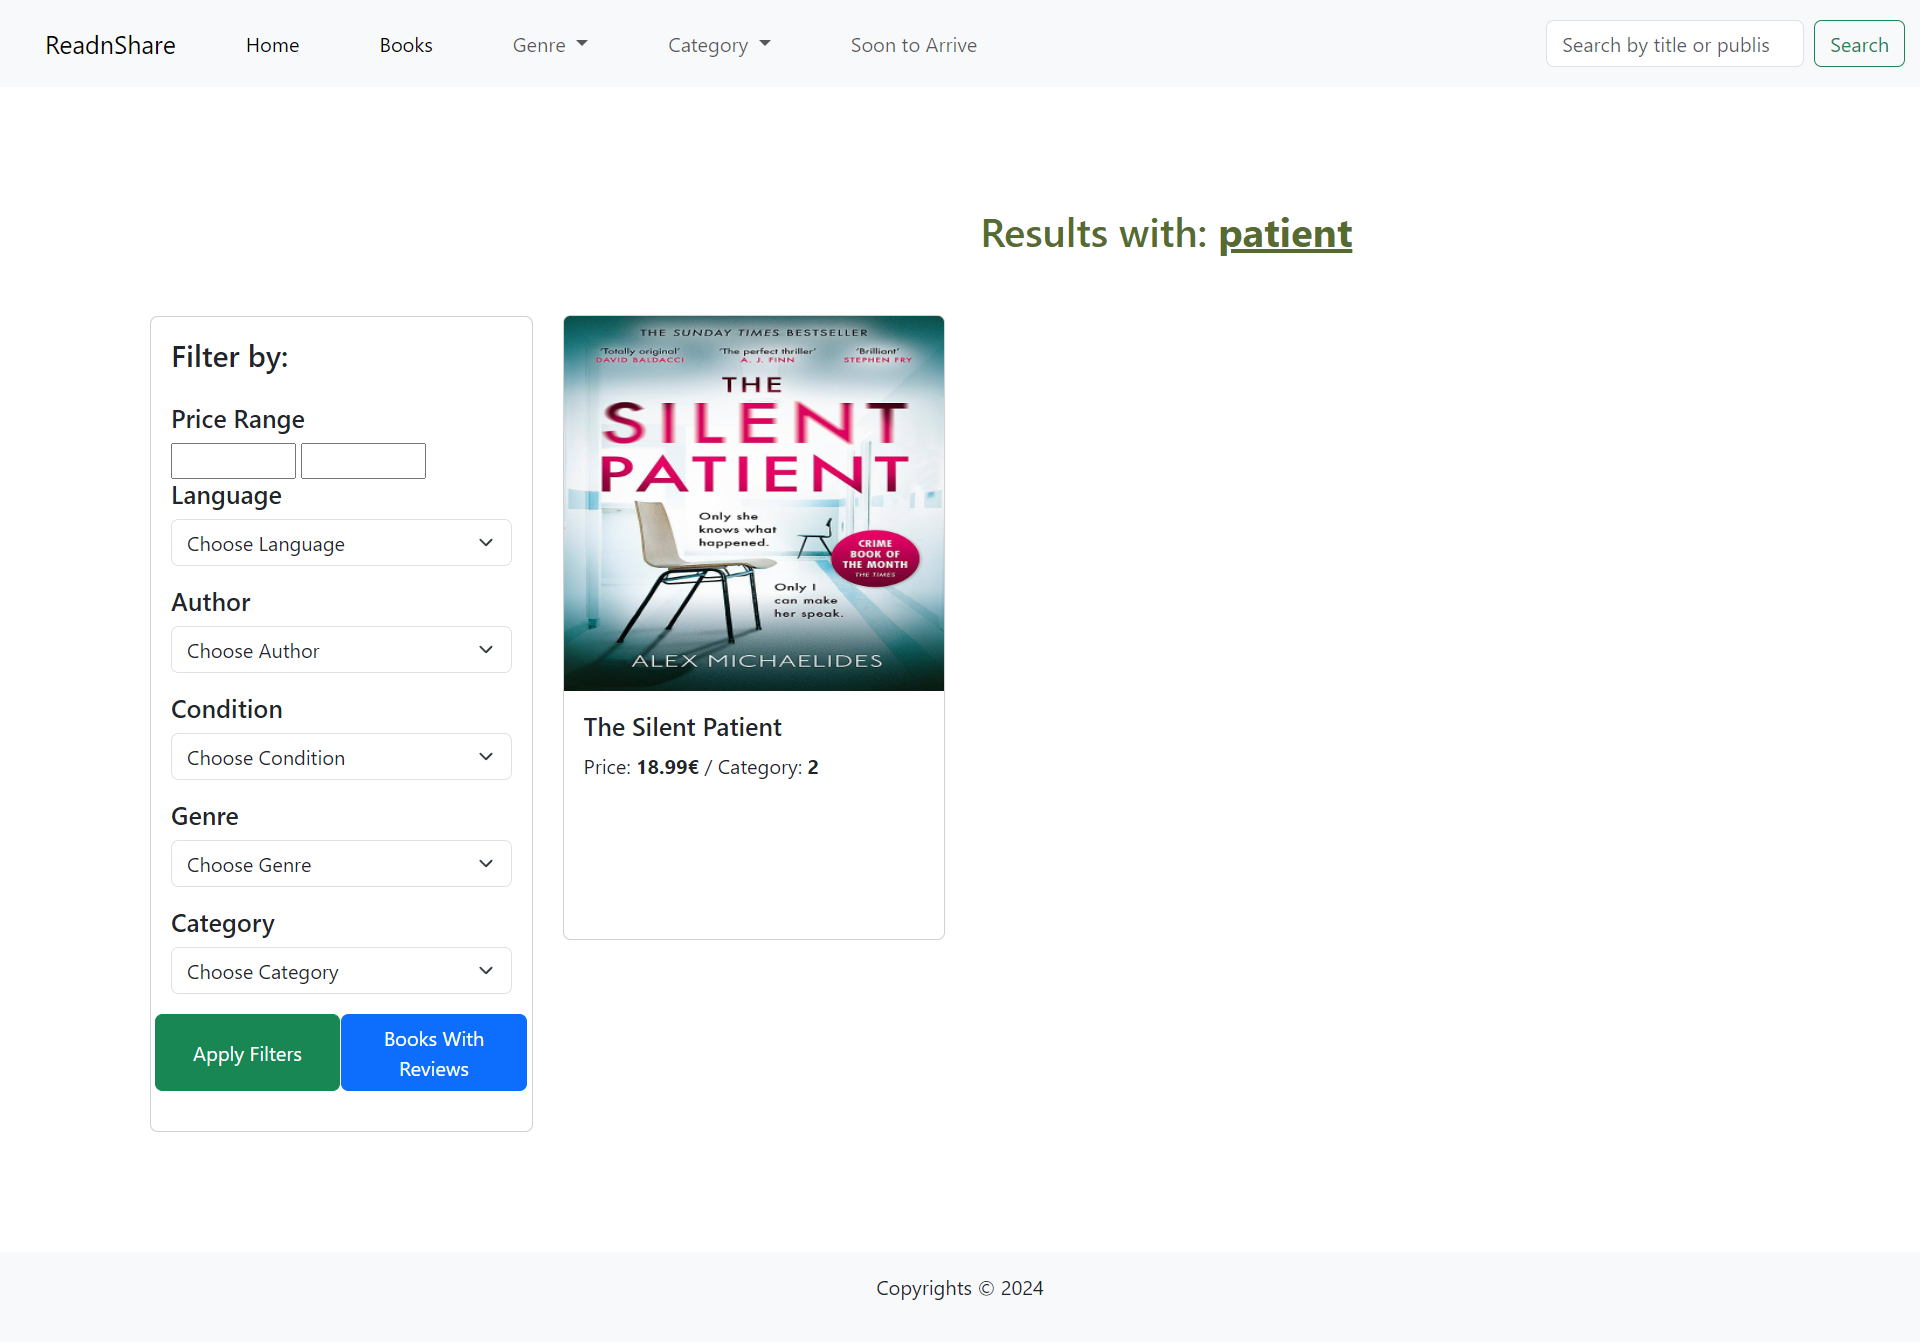 ReadnShare Home Books Genre Category Soon to Arrive Search by title or publis Search
Results with: patient
Filter by:
Price Range
Language
Choose Language
Author
Choose Author
Condition
Choose Condition
Genre
Choose Genre
Category
Choose Category
Apply Filters
Books With
Reviews
THE SUNDAY TIMES BESTSELLER
'Totally original'
DAVID BALDACCI
'The perfect thriller'
A. J. FINN
'Brilliant'
STEPHEN FRY
THE
SILENT
PATIENT
Only she
knows what
happened.
CRIME
BOOK OF
THE MONTH
THE TIMES
Only I
can make
her speak.
ALEX MICHAELIDES
The Silent Patient
Price: 18.99€ / Category: 2
Copyrights © 2024